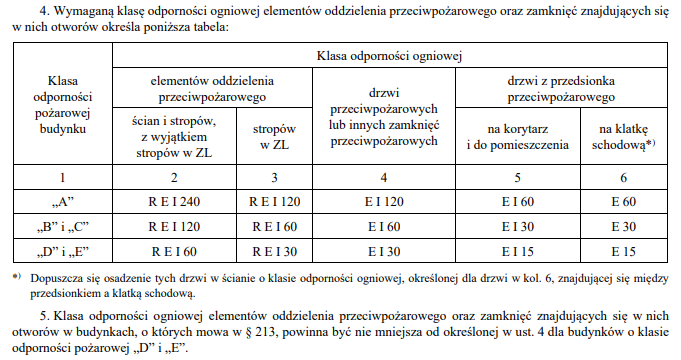 4. Wymaganą klasę odporności ogniowej elementów oddzielenia przeciwpożarowego oraz zamknięć znajdujących się
w nich otworów określa poniższa tabela:
Klasa
odporności
pożarowej
budynku
Klasa odporności ogniowej
elementów oddzielenia
przeciwpożarowego
drzwi
przeciwpożarowych
lub innych zamknięć
przeciwpożarowych
drzwi z przedsionka
przeciwpożarowego
ścian i stropów,
z wyjątkiem
stropów w ZL
stropów
w ZL
na korytarz
i do pomieszczenia
na klatkę
schodową*)
1 2 3 4 5 6
„A” R E I 240 R E I 120 E I 120 E I 60 E 60
„B” i „C” R E I 120 R E I 60 E I 60 E I 30 E 30
„D” i „E” R E I 60 R E I 30 E I 30 E I 15 E 15
*) Dopuszcza się osadzenie tych drzwi w ścianie o klasie odporności ogniowej, określonej dla drzwi w kol. 6, znajdującej się między
przedsionkiem a klatką schodową.
5. Klasa odporności ogniowej elementów oddzielenia przeciwpożarowego oraz zamknięć znajdujących się w nich
otworów w budynkach, o których mowa w § 213, powinna być nie mniejsza od określonej w ust. 4 dla budynków o klasie
odporności pożarowej „D” i „E”.